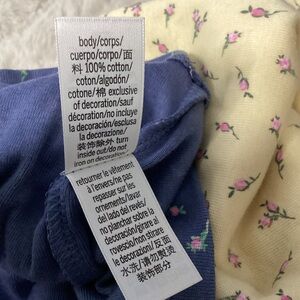 body/corps/
cuerpo/corpo/面
料 100% cotton/
coton/algodón/
cotone/棉 exclusive
of decoration/sauf
décoration/no incluye
la decoración/esclusa
la decorazione/
装饰除外 turn
inside out/do not
iron on decoration
retourner le vêtement
à l'envers/ne pas
repasser sur les
ornements/lavar
del lado del revés/
no planchar sobre la
decoración/girare al
rovescio/non stirare
la decorazione/反面
水洗/请勿熨烫
装饰部分